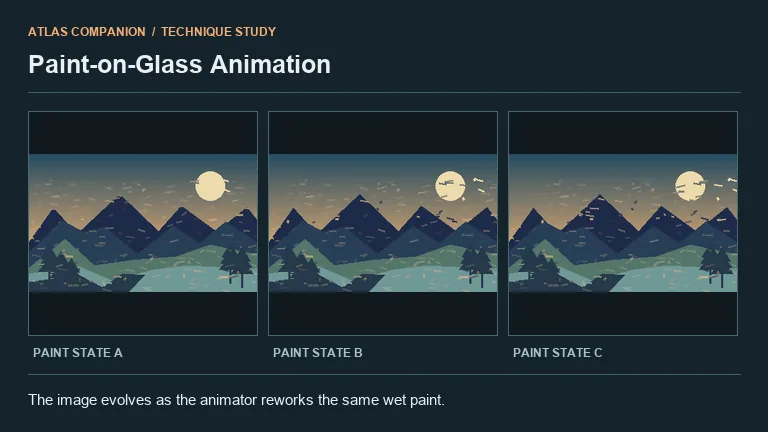 ATLAS COMPANION / TECHNIQUE STUDY
Paint-on-Glass Animation
PAINT STATE A
PAINT STATE B
PAINT STATE C
The image evolves as the animator reworks the same wet paint.